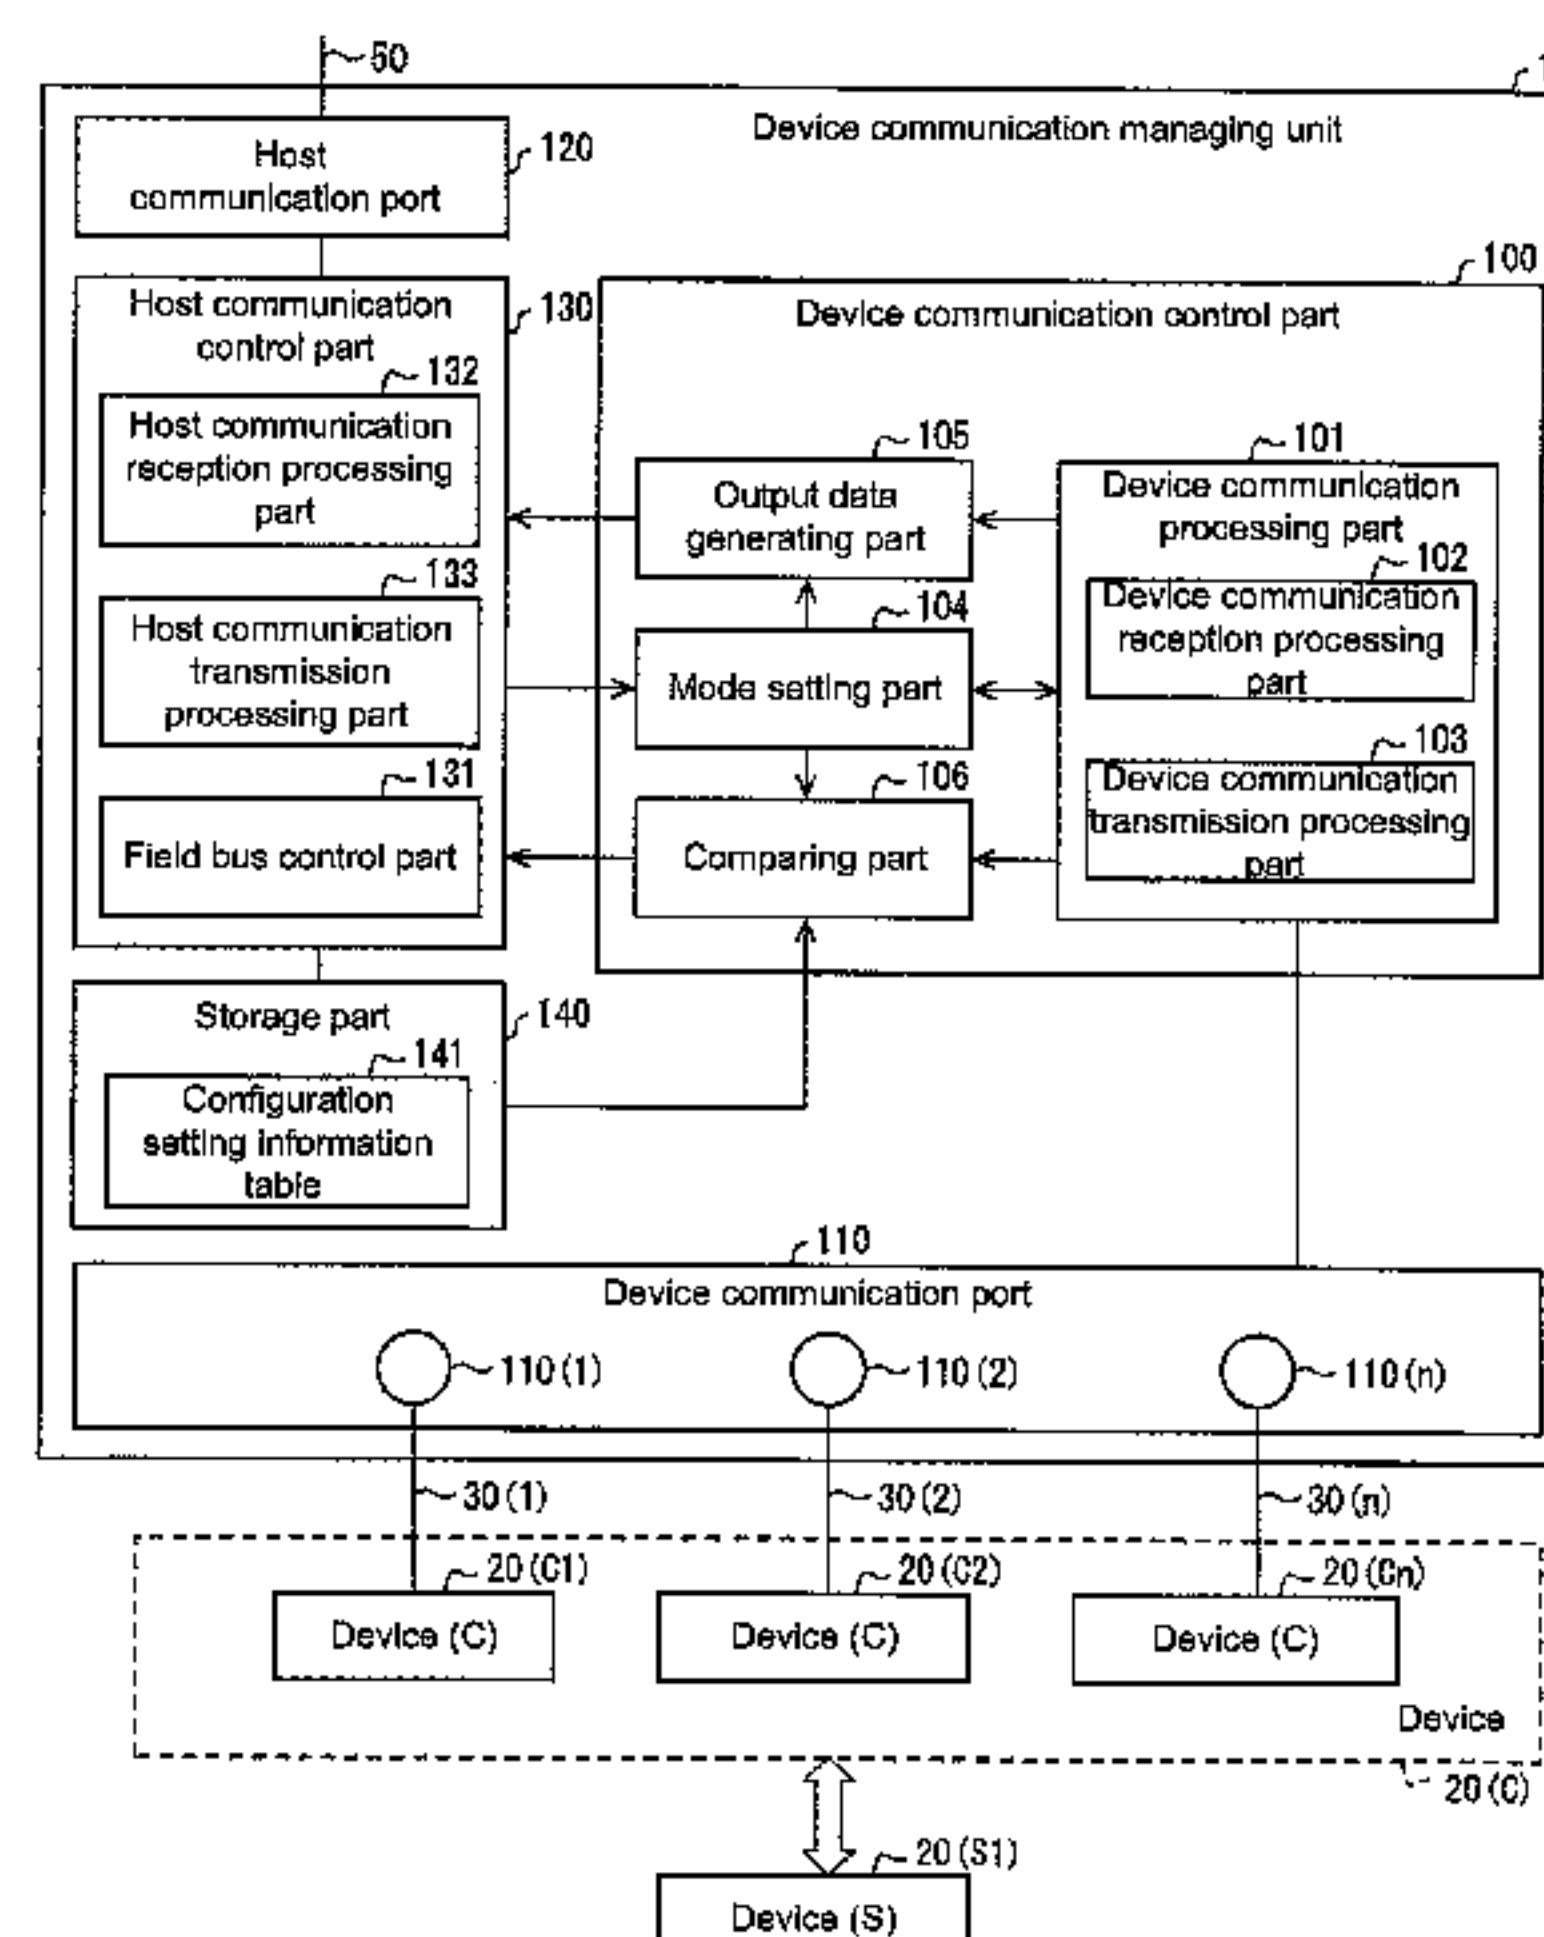 50
1
Device communication managing unit
Host
communication port
120
100
Host communication
control part
130
Device communication control part
132
Host communication
reception processing
part
105
Output data
generating part
101
Device communication
processing part
102
Device communication
reception processing
part
133
Host communication
transmission
processing part
104
Mode setting part
103
Device communication
transmission processing
part
131
Field bus control part
106
Comparing part
Storage part
140
141
Configuration
setting information
table
110
Device communication port
110(1)
110(2)
110(n)
30(1)
30(2)
30(n)
20(C1)
20(C2)
20(Cn)
Device (C)
Device (C)
Device (C)
Device
20(C)
20(S1)
Device (S)